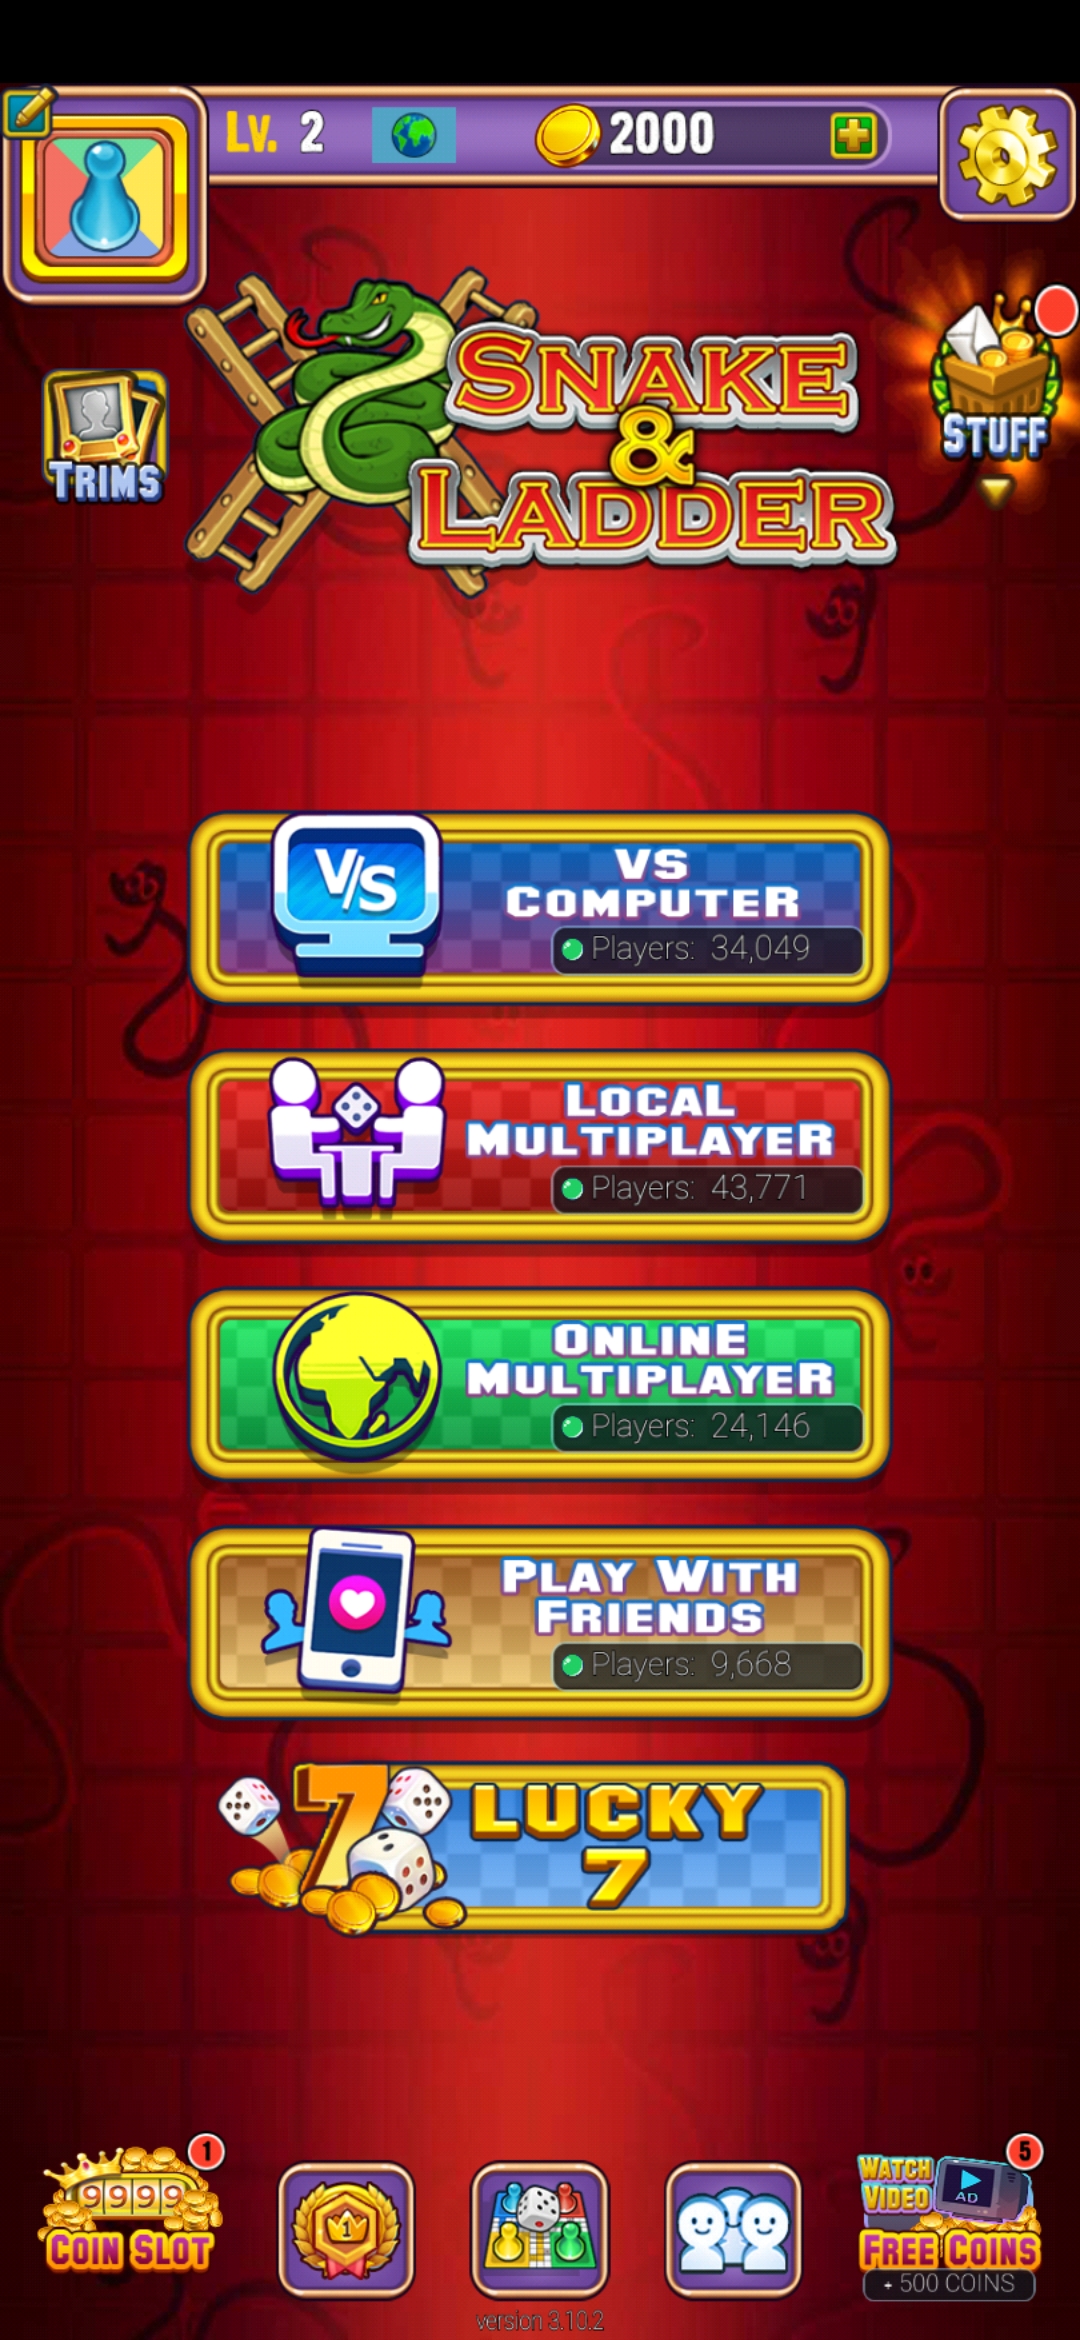 Lv. 2
2000
SNAKE
&
LADDER
TRIMS
STUFF
V/S
VS
COMPUTER
Players: 34,049
LOCAL
MULTIPLAYER
Players: 43,771
ONLINE
MULTIPLAYER
Players: 24,146
PLAY WITH
FRIENDS
Players: 9,668
7
LUCKY
7
1
9999
COIN SLOT
1
5
WATCH
VIDEO
AD
FREE COINS
+ 500 COINS
version 3.10.2